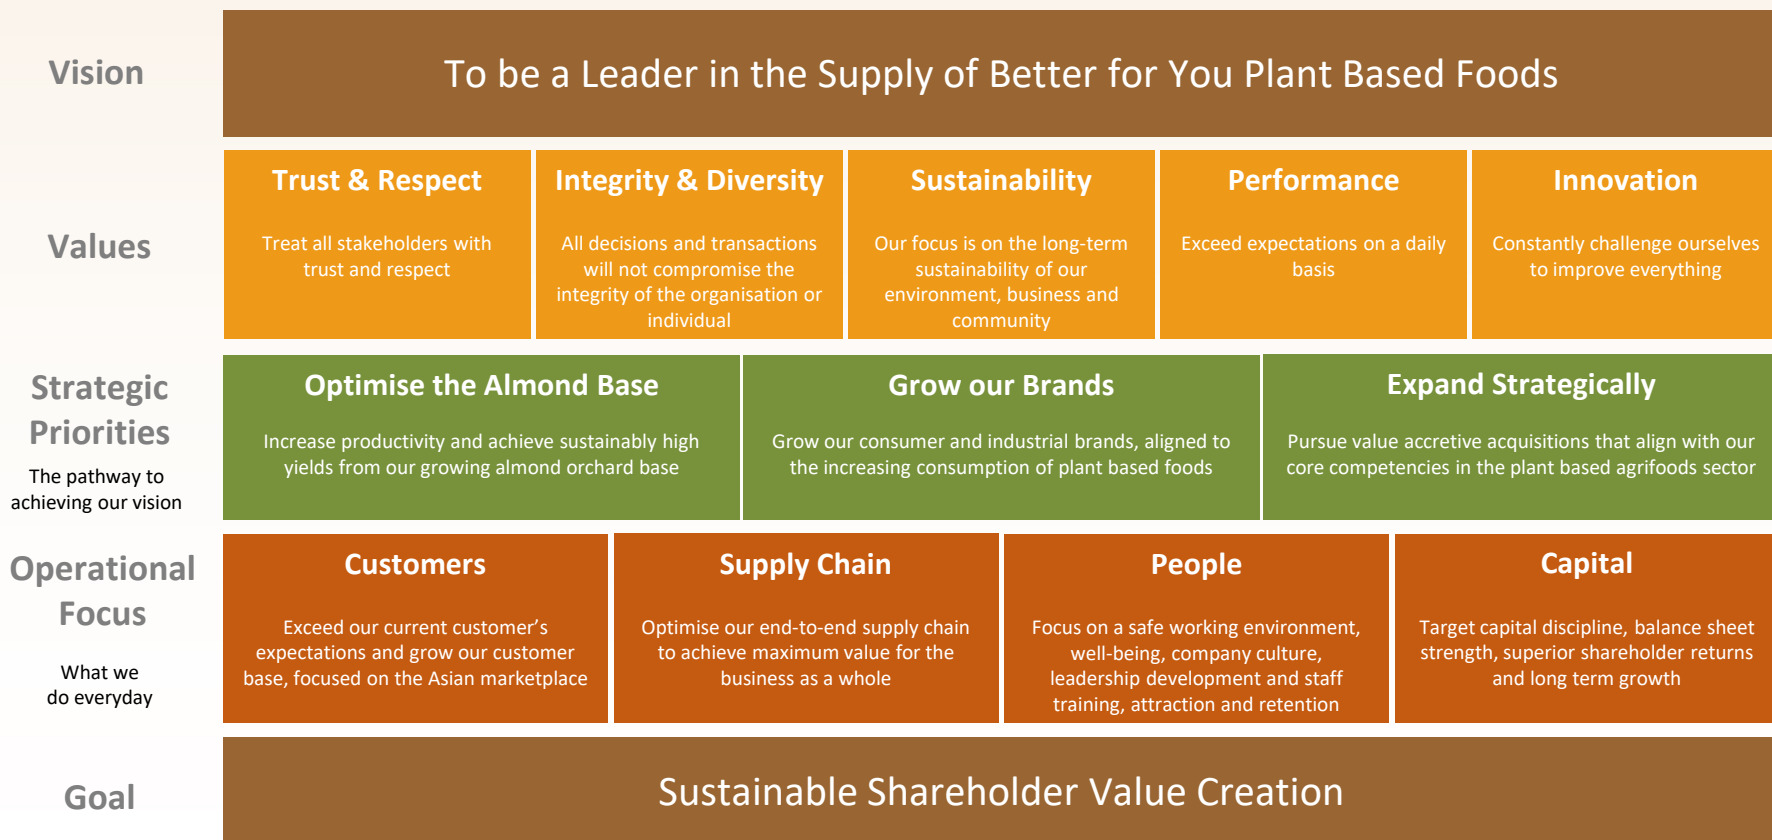 Vision
To be a Leader in the Supply of Better for You Plant Based Foods
Values
Trust & Respect
Treat all stakeholders with
trust and respect
Integrity & Diversity
All decisions and transactions
will not compromise the
integrity of the organisation or
individual
Sustainability
Our focus is on the long-term
sustainability of our
environment, business and
community
Performance
Exceed expectations on a daily
basis
Innovation
Constantly challenge ourselves
to improve everything
Strategic
Priorities
The pathway to
achieving our vision
Optimise the Almond Base
Increase productivity and achieve sustainably high
yields from our growing almond orchard base
Grow our Brands
Grow our consumer and industrial brands, aligned to
the increasing consumption of plant based foods
Expand Strategically
Pursue value accretive acquisitions that align with our
core competencies in the plant based agrifoods sector
Operational
Focus
What we
do everyday
Customers
Exceed our current customer’s
expectations and grow our customer
base, focused on the Asian marketplace
Supply Chain
Optimise our end-to-end supply chain
to achieve maximum value for the
business as a whole
People
Focus on a safe working environment,
well-being, company culture,
leadership development and staff
training, attraction and retention
Capital
Target capital discipline, balance sheet
strength, superior shareholder returns
and long term growth
Goal
Sustainable Shareholder Value Creation